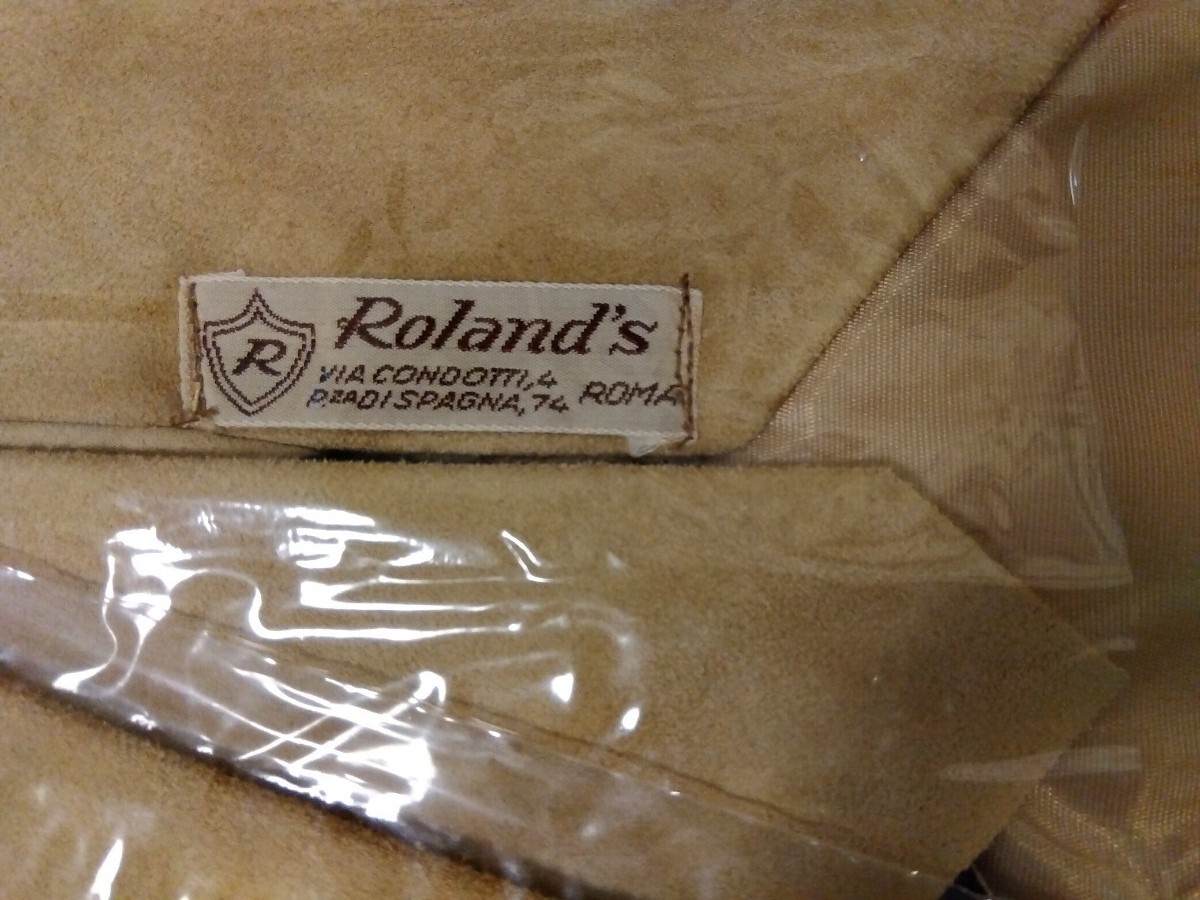 R
Roland's
VIA CONDOTTI, 4
P.ZA DI SPAGNA, 74 ROMA